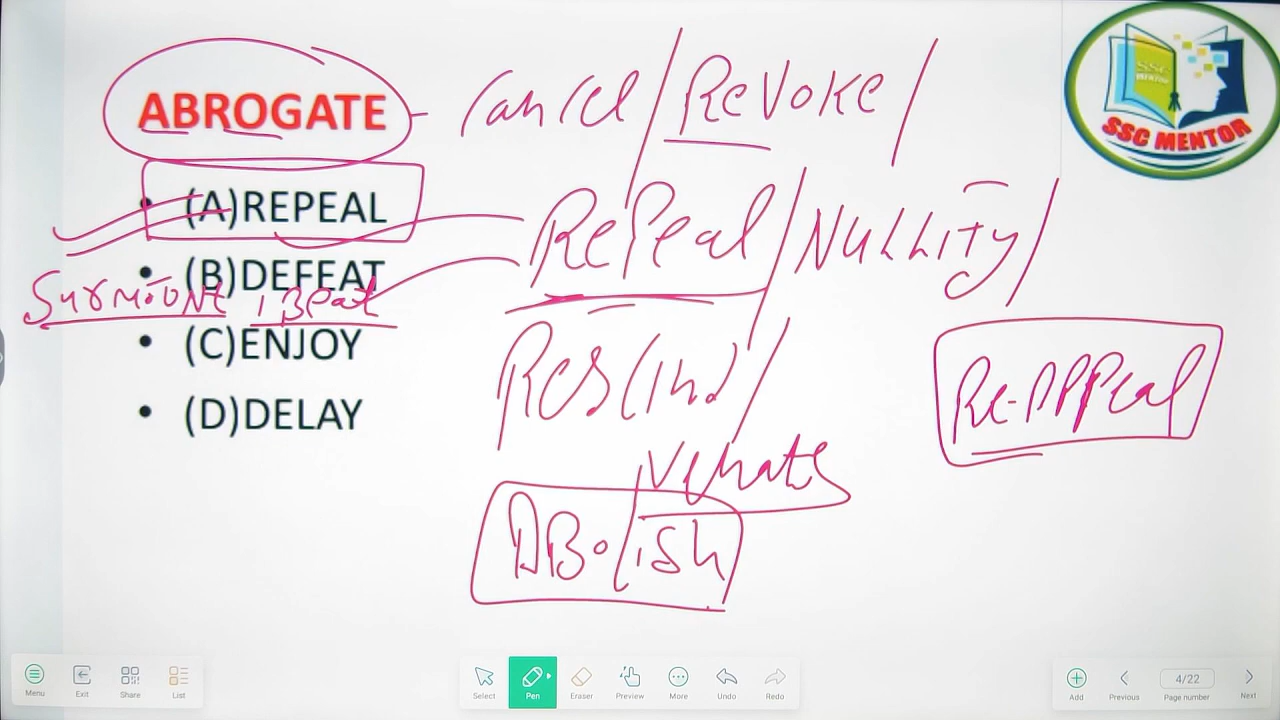 ABROGATE - Cancel / Revoke /
SSC MENTOR
(A)REPEAL
Repeal / Nullity /
(B)DEFEAT
Surmount, Beat
(C)ENJOY
Rescind /
Re-Appeal
(D)DELAY
Abolish
Menu Exit Share List Select Pen Eraser Preview More Undo Redo Add Previous 4/22 Page number Next